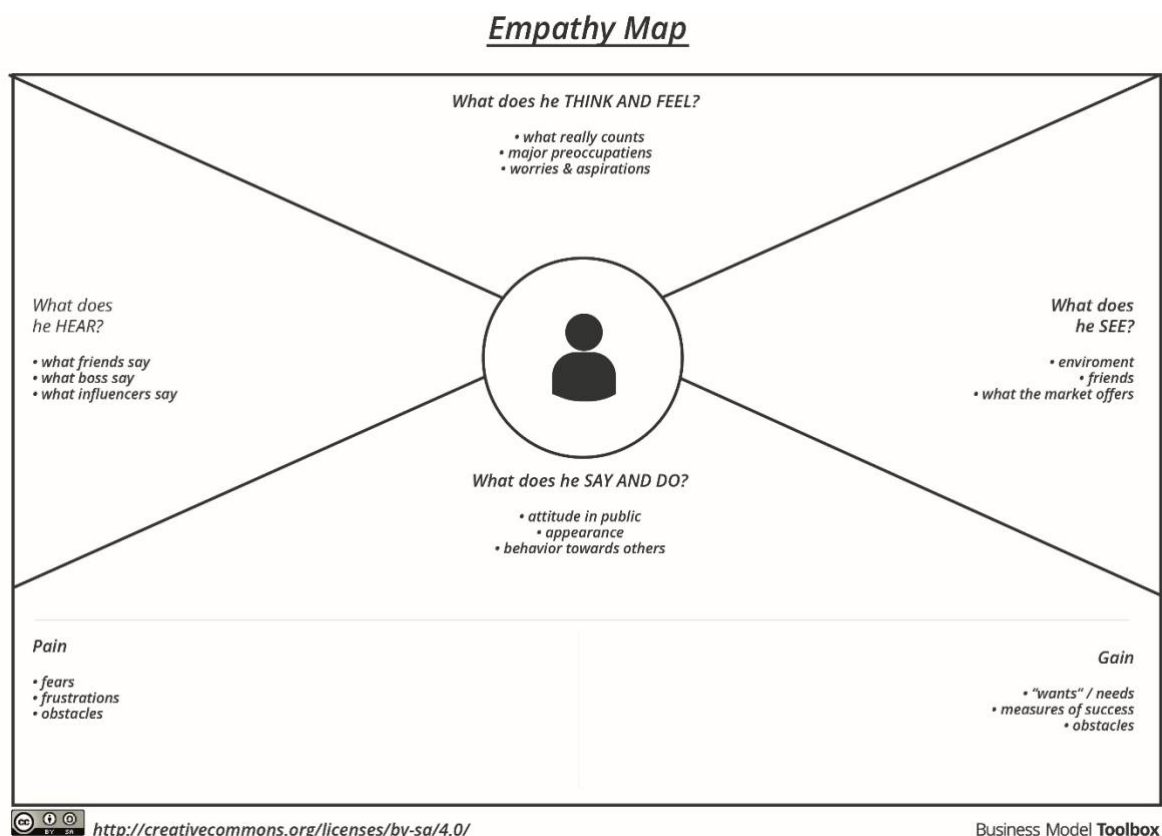 Empathy Map
What does he THINK AND FEEL?
• what really counts
• major preoccupatiens
• worries & aspirations
What does
he HEAR?
• what friends say
• what boss say
• what influencers say
What does
he SEE?
• enviroment
• friends
• what the market offers
What does he SAY AND DO?
• attitude in public
• appearance
• behavior towards others
Pain
• fears
• frustrations
• obstacles
Gain
• "wants" / needs
• measures of success
• obstacles
cc
BY SA
http://creativecommons.org/licenses/by-sa/4.0/
Business Model Toolbox